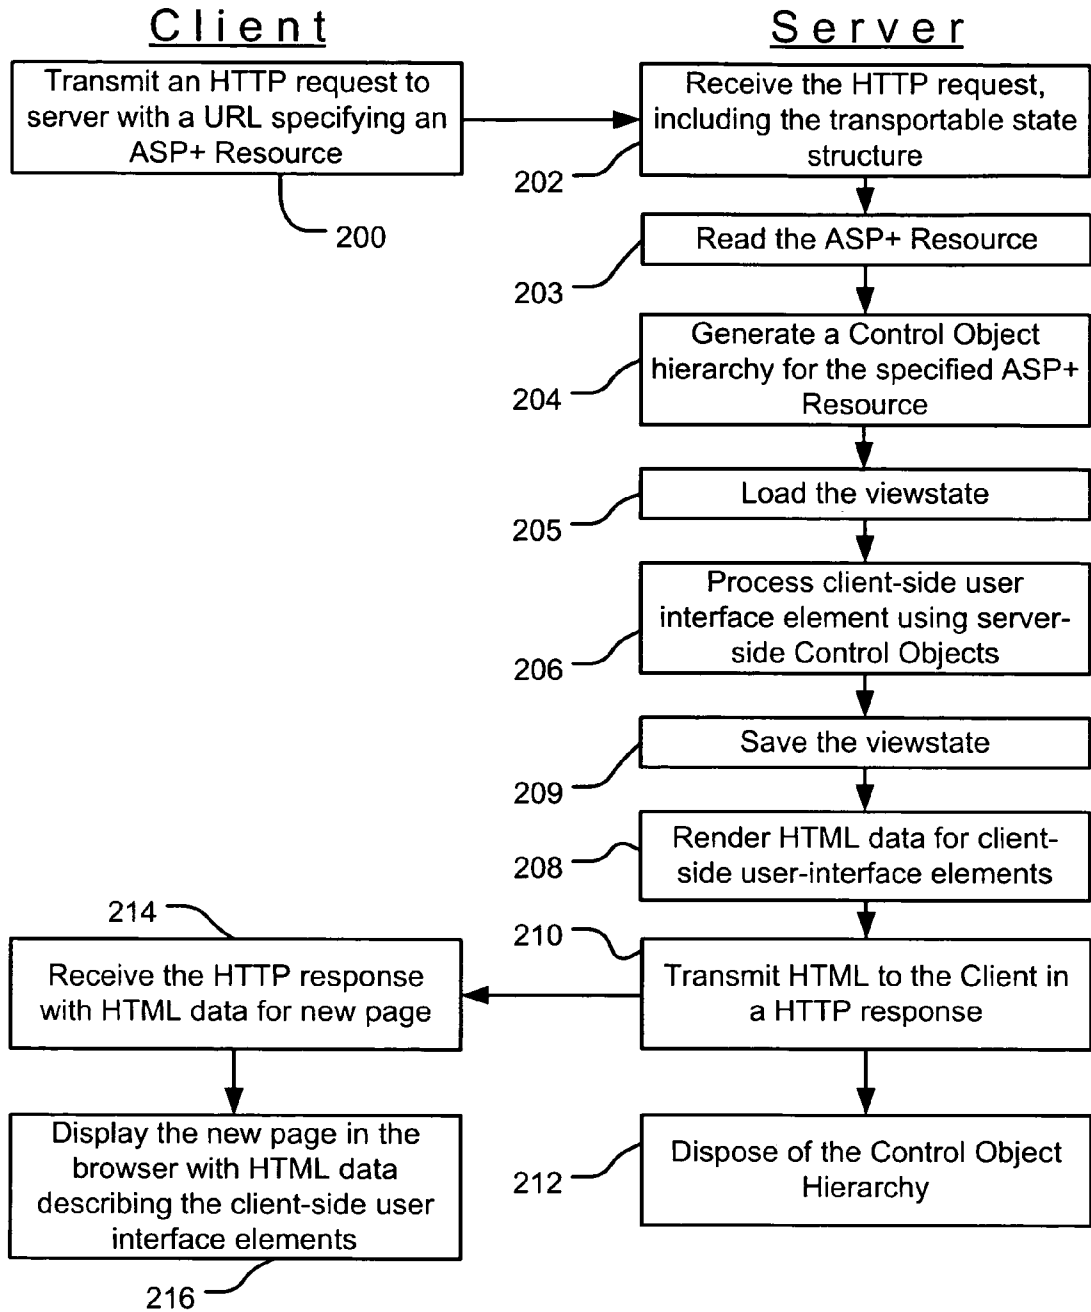 Client
Server
Transmit an HTTP request to
server with a URL specifying an
ASP+ Resource
200
Receive the HTTP request,
including the transportable state
structure
202
Read the ASP+ Resource
203
Generate a Control Object
hierarchy for the specified ASP+
Resource
204
Load the viewstate
205
Process client-side user
interface element using server-
side Control Objects
206
Save the viewstate
209
Render HTML data for client-
side user-interface elements
208
210
Transmit HTML to the Client in
a HTTP response
214
Receive the HTTP response
with HTML data for new page
Display the new page in the
browser with HTML data
describing the client-side user
interface elements
216
Dispose of the Control Object
Hierarchy
212